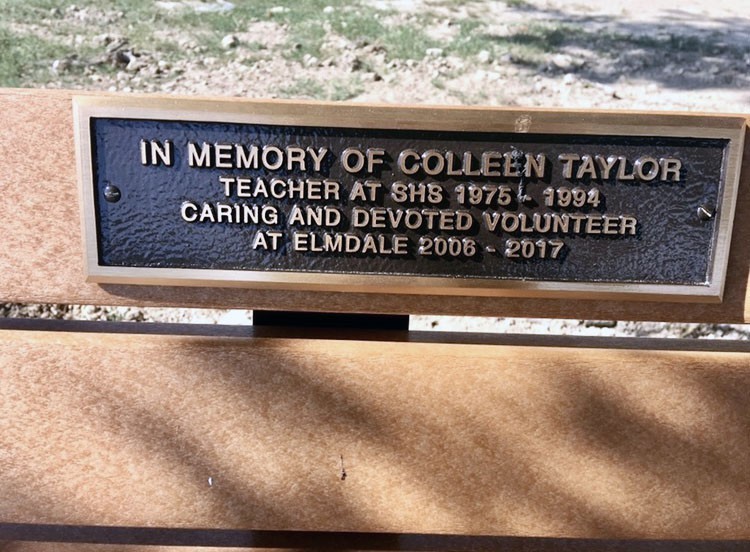 IN MEMORY OF COLLEEN TAYLOR
TEACHER AT SHS 1975 - 1994
CARING AND DEVOTED VOLUNTEER
AT ELMDALE 2006 - 2017